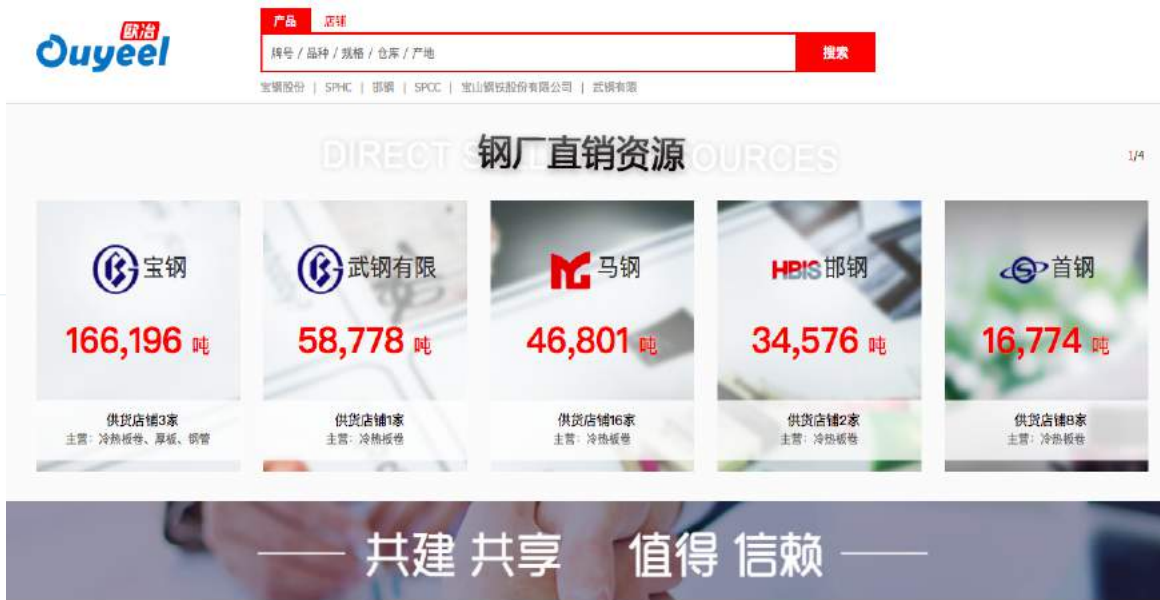 欧冶
Ouyeel
产品 店铺
牌号 / 品种 / 规格 / 仓库 / 产地
搜索
宝钢股份 | SPHC | 邯钢 | SPCC | 宝山钢铁股份有限公司 | 武钢有限
钢厂直销资源
1/4
宝钢
166,196 吨
供货店铺3家
主营：冷热板卷、厚板、钢管
武钢有限
58,778 吨
供货店铺1家
主营：冷热板卷
马钢
46,801 吨
供货店铺16家
主营：冷热板卷
HBIS 邯钢
34,576 吨
供货店铺2家
主营：冷热板卷
首钢
16,774 吨
供货店铺8家
主营：冷热板卷
共建 共享 值得 信赖